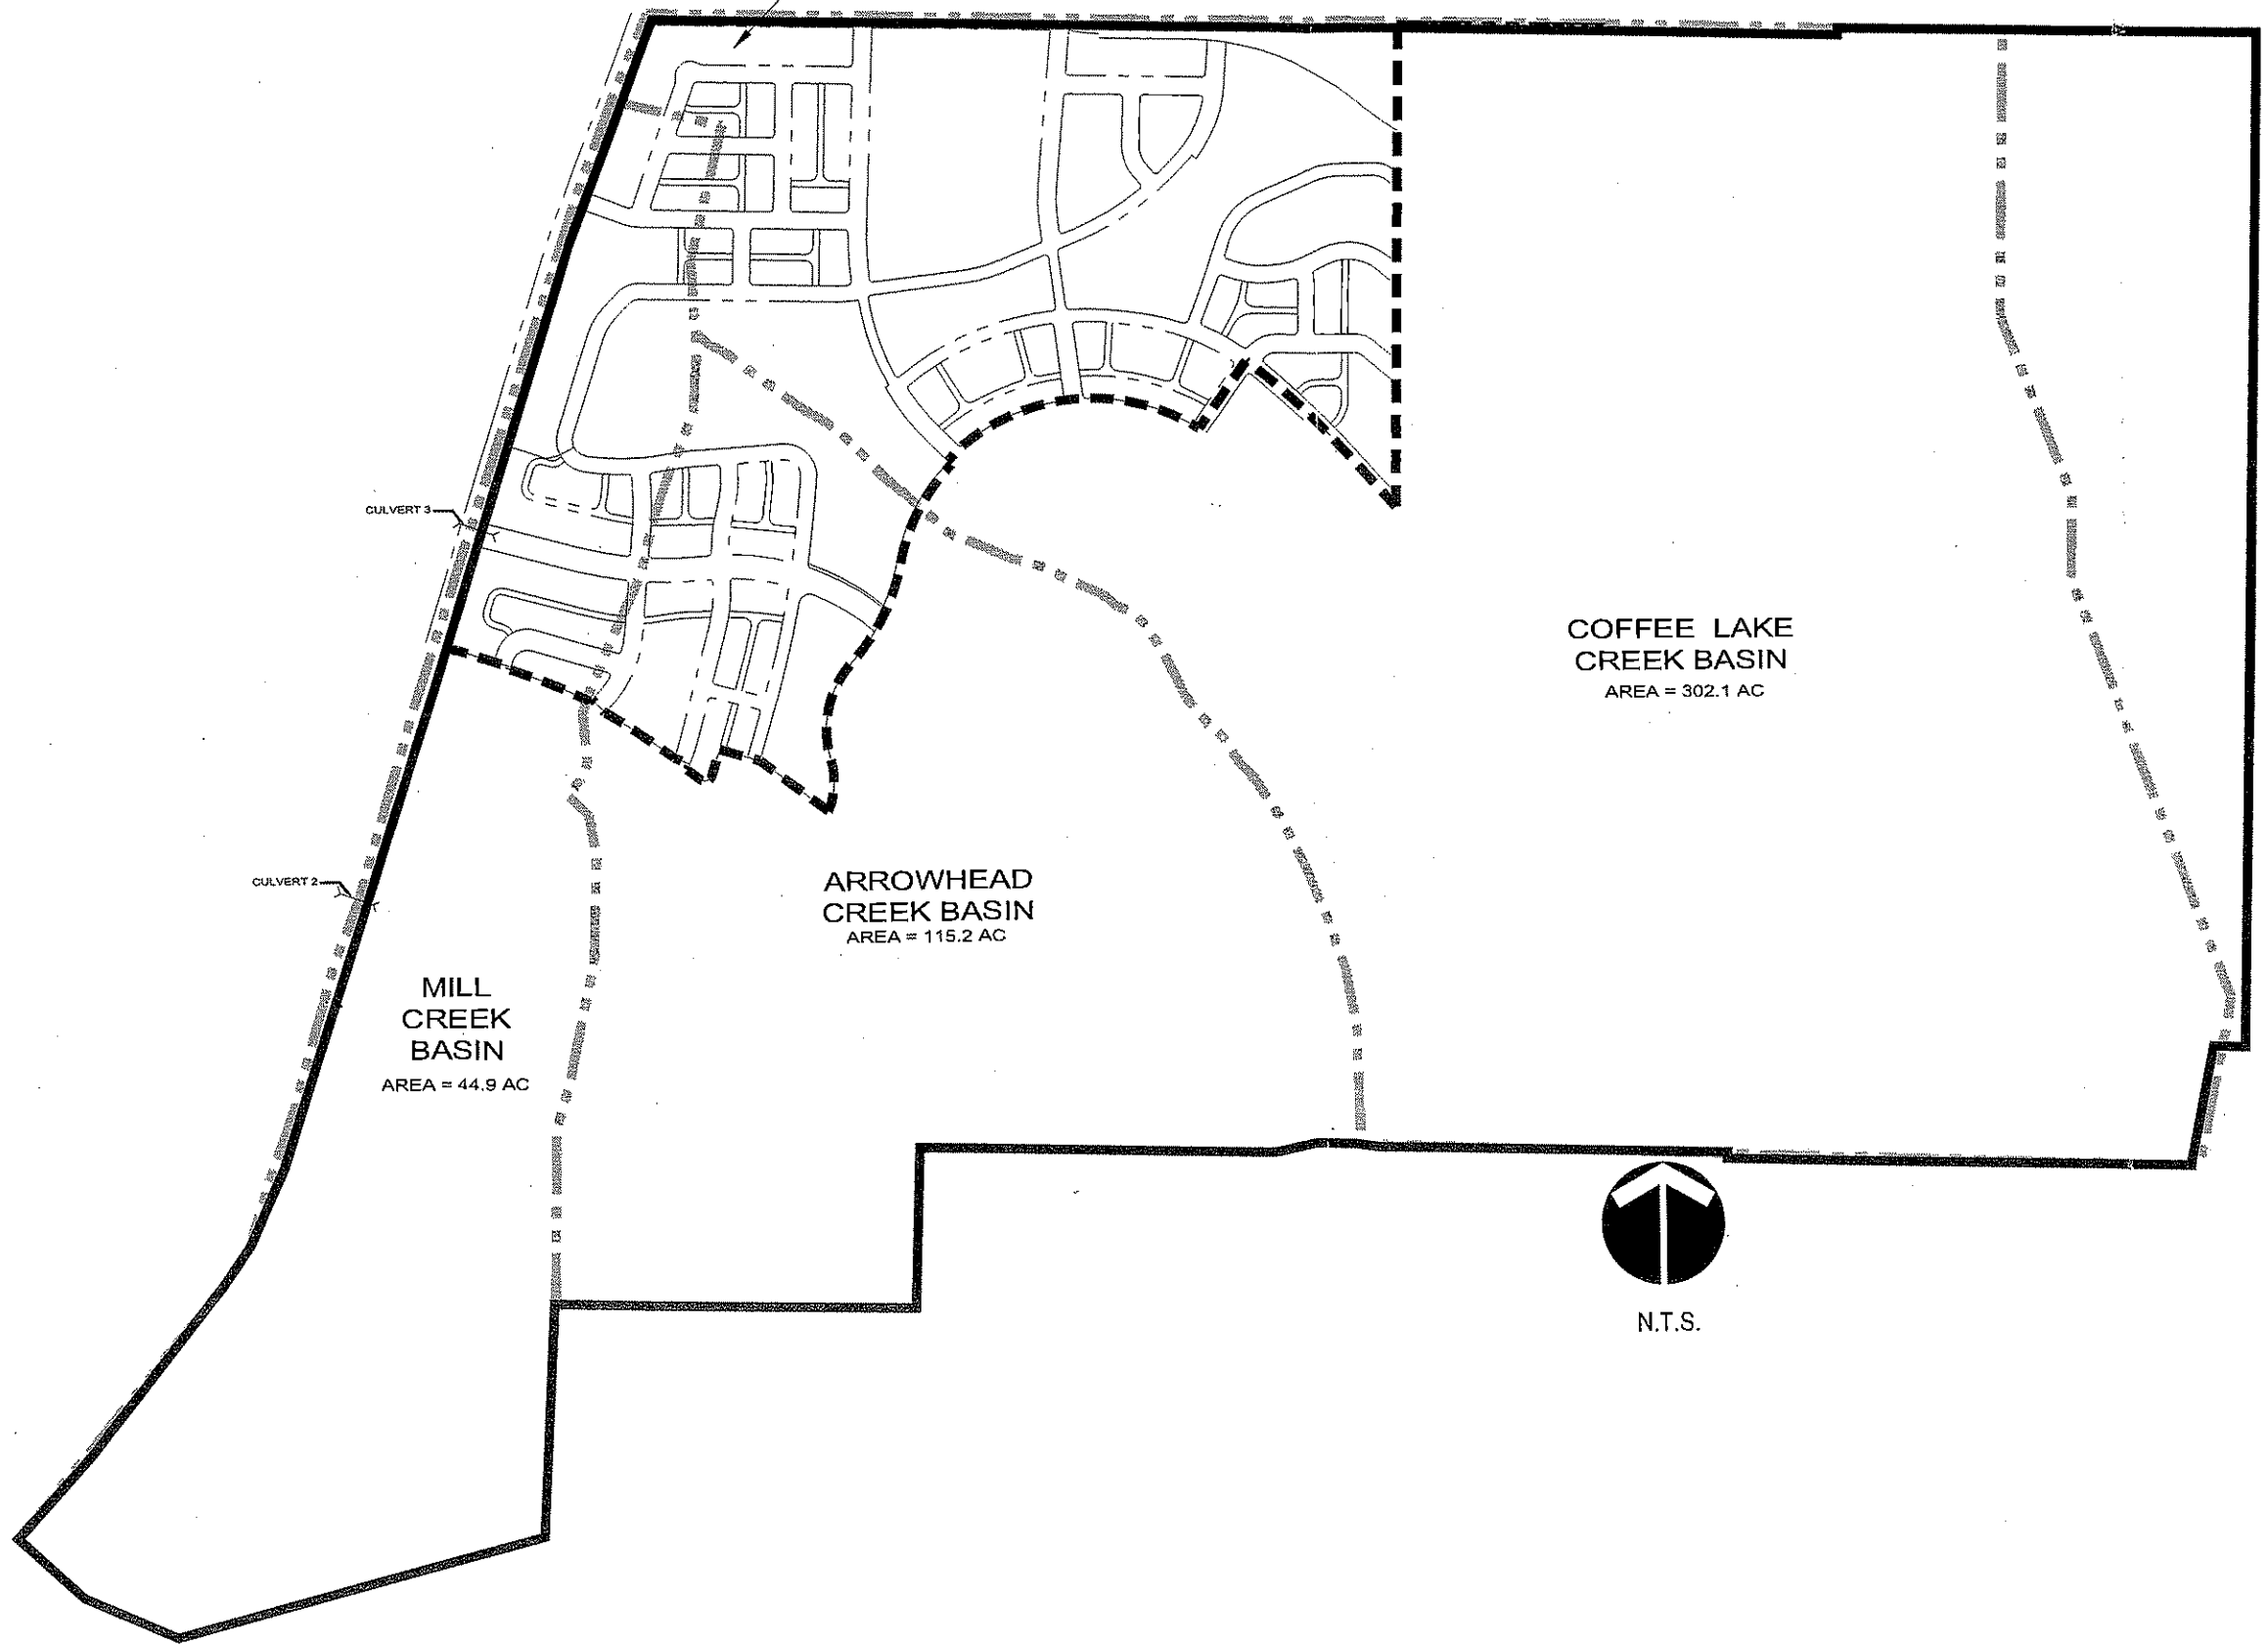 CULVERT 3
COFFEE LAKE
CREEK BASIN
AREA = 302.1 AC
CULVERT 2
ARROWHEAD
CREEK BASIN
AREA = 115.2 AC
MILL
CREEK
BASIN
AREA = 44.9 AC
N.T.S.